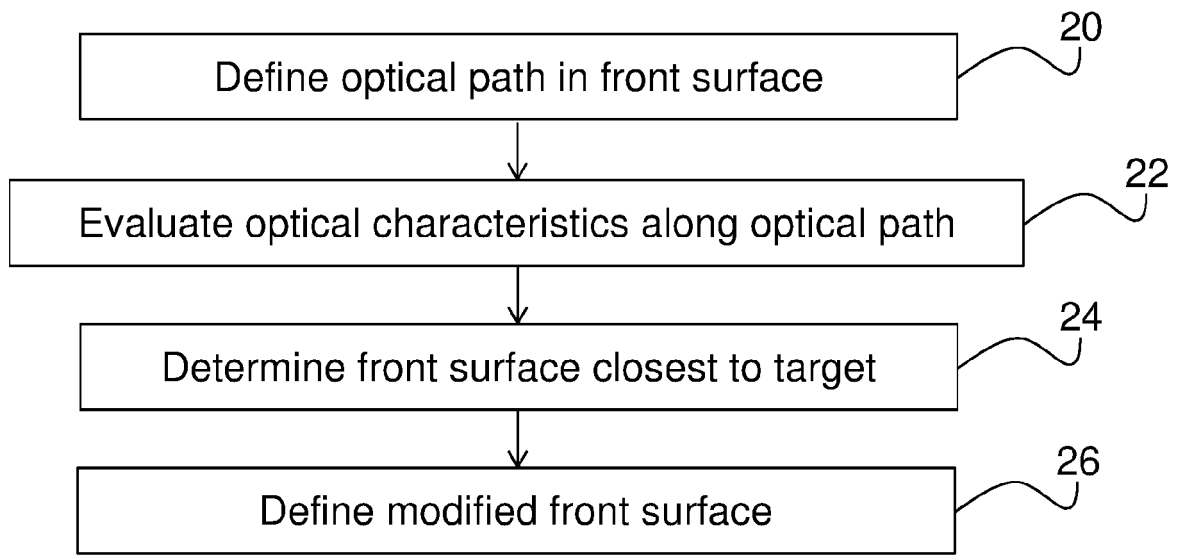 20
Define optical path in front surface
22
Evaluate optical characteristics along optical path
24
Determine front surface closest to target
26
Define modified front surface